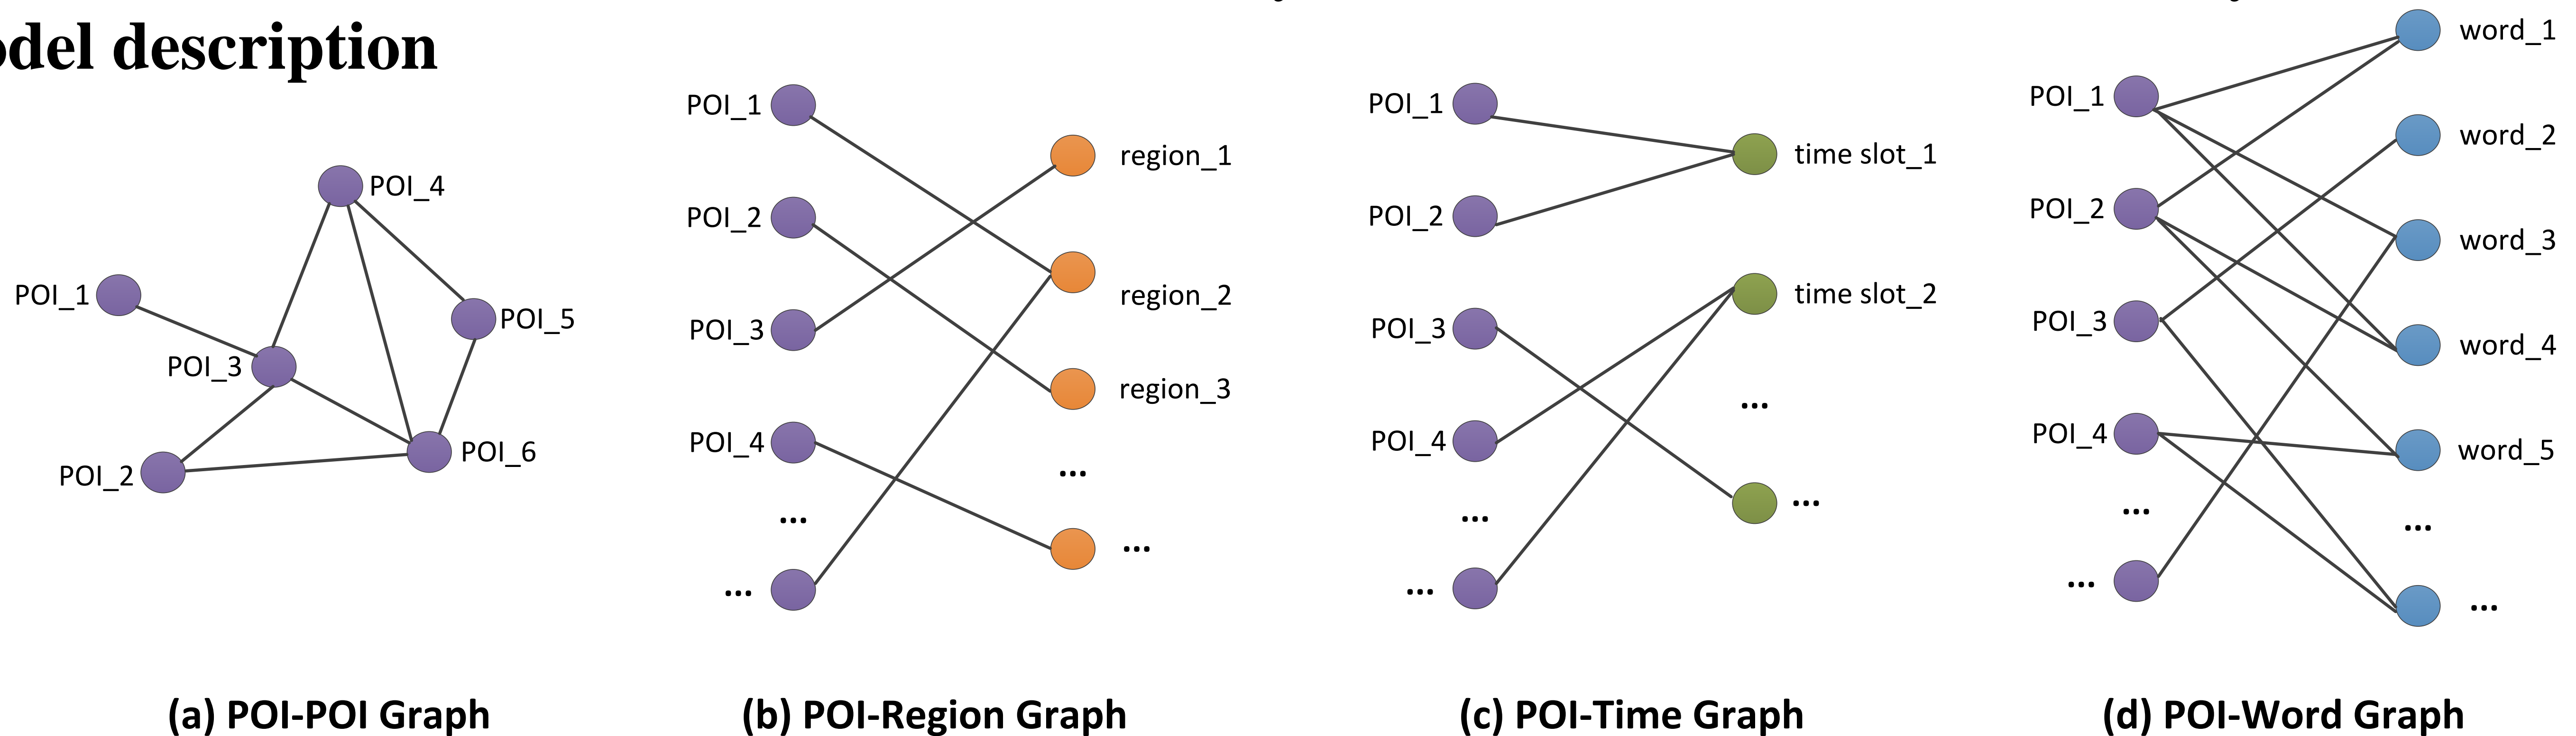 odel description
POI_4
POI_1
POI_5
POI_3
POI_6
POI_2
(a) POI-POI Graph
POI_1
region_1
POI_2
region_2
POI_3
region_3
POI_4
...
...
...
...
(b) POI-Region Graph
POI_1
time slot_1
POI_2
time slot_2
POI_3
...
POI_4
...
...
...
(c) POI-Time Graph
word_1
POI_1
word_2
POI_2
word_3
POI_3
word_4
POI_4
word_5
...
...
...
...
(d) POI-Word Graph